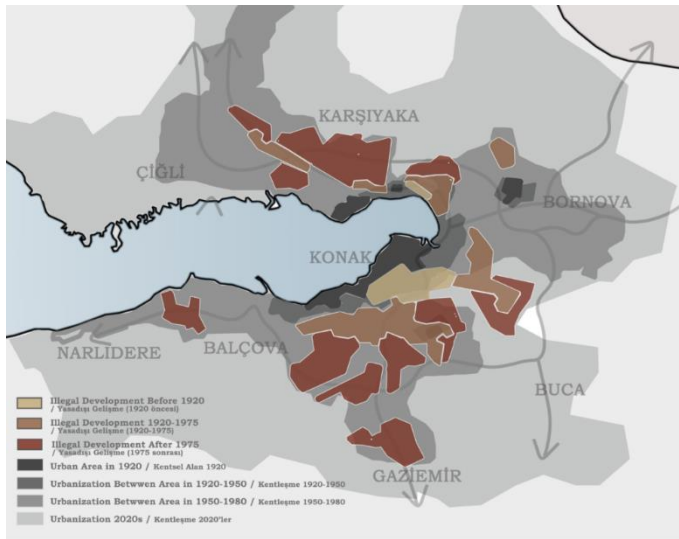 KARŞIYAKA
ÇİĞLİ
BORNOVA
KONAK
NARLIDERE
BALÇOVA
BUCA
GAZİEMİR
Illegal Development Before 1920
/ Yasadışı Gelişme (1920 öncesi)
Illegal Development 1920-1975
/ Yasadışı Gelişme (1920-1975)
Illegal Development After 1975
/ Yasadışı Gelişme (1975 sonrası)
Urban Area in 1920 / Kentsel Alan 1920
Urbanization Betwwen Area in 1920-1950 / Kentleşme 1920-1950
Urbanization Betwwen Area in 1950-1980 / Kentleşme 1950-1980
Urbanization 2020s / Kentleşme 2020'ler